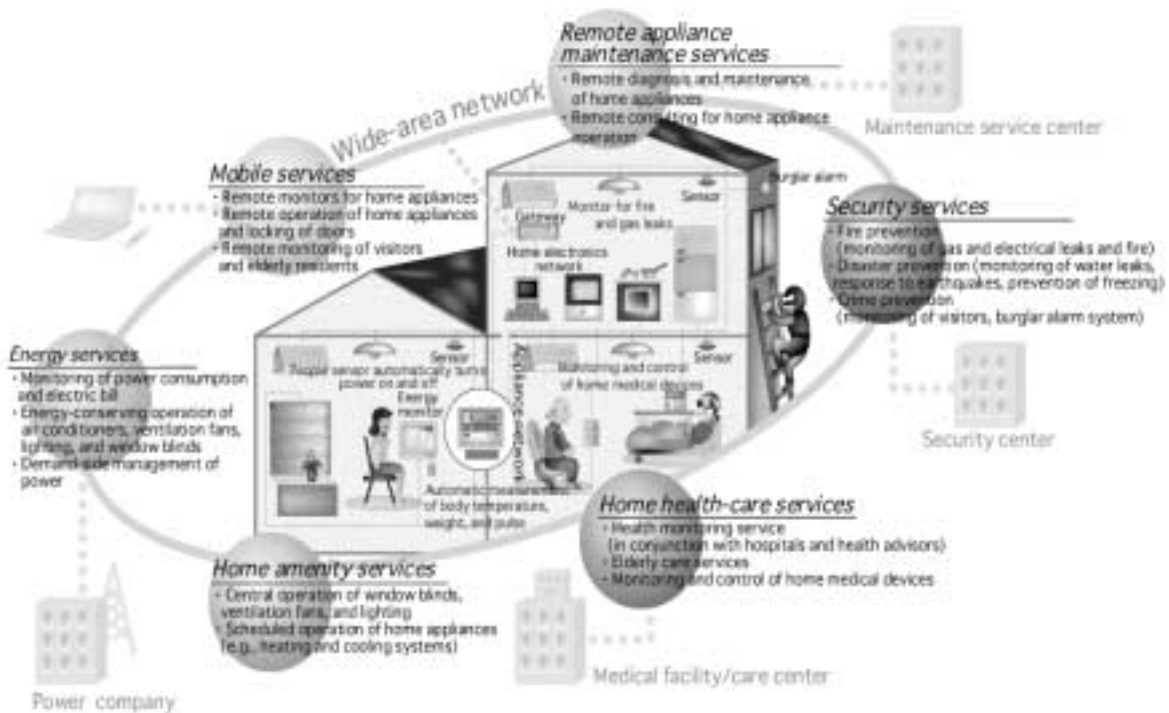 Remote appliance
maintenance services
· Remote diagnosis and maintenance
of home appliances
· Remote consulting for home appliance
operation
Wide-area network
Maintenance service center
Mobile services
· Remote monitors for home appliances
· Remote operation of home appliances
and locking of doors
· Remote monitoring of visitors
and elderly residents
Burglar alarm
Sensor
Monitor for fire
and gas leaks
Gateway
Home electronics
network
Security services
· Fire prevention
(monitoring of gas and electrical leaks and fire)
· Disaster prevention (monitoring of water leaks,
response to earthquakes, prevention of freezing)
· Crime prevention
(monitoring of visitors, burglar alarm system)
Security center
Energy services
· Monitoring of power consumption
and electric bill
· Energy-conserving operation of
air conditioners, ventilation fans,
lighting, and window blinds
· Demand-side management of
power
Sensor
People sensor automatically turns
power on and off
Energy
monitor
Appliance network
Sensor
Monitoring and control
of home medical devices
Automatic measurement
of body temperature,
weight, and pulse
Home health-care services
· Health monitoring service
(in conjunction with hospitals and health advisors)
· Elderly care services
· Monitoring and control of home medical devices
Home amenity services
· Central operation of window blinds,
ventilation fans, and lighting
· Scheduled operation of home appliances
(e.g., heating and cooling systems)
Power company
Medical facility/care center